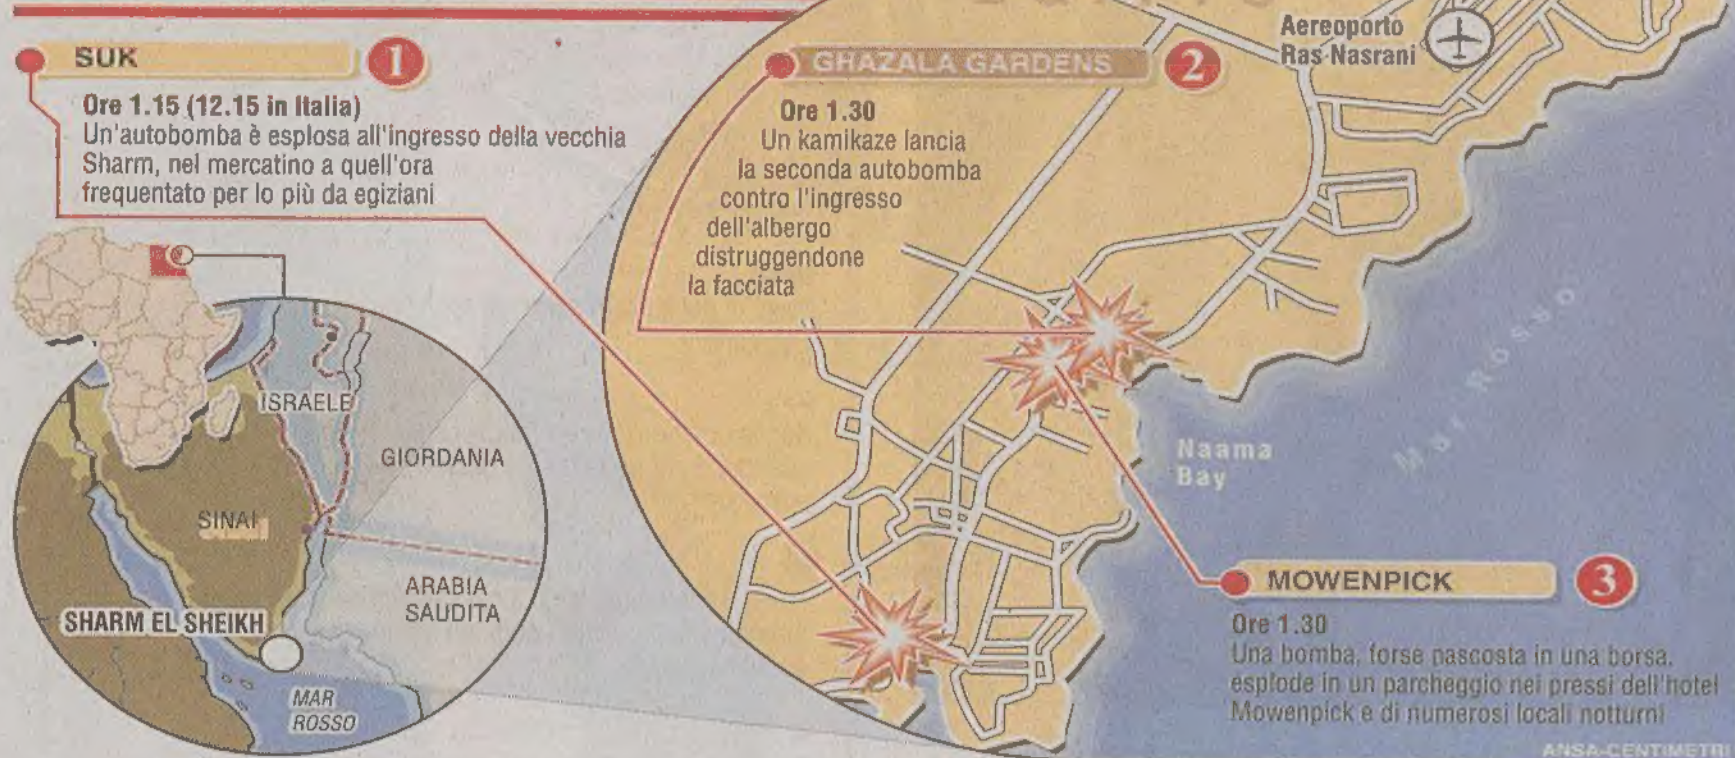 SUK
1
Ore 1.15 (12.15 in Italia)
Un'autobomba è esplosa all'ingresso della vecchia
Sharm, nel mercatino a quell'ora
frequentato per lo più da egiziani
GHAZALA GARDENS
2
Ore 1.30
Un kamikaze lancia
la seconda autobomba
contro l'ingresso
dell'albergo
distruggendone
la facciata
Aereoporto
Ras-Nasrani
ISRAELE
GIORDANIA
SINAI
ARABIA
SAUDITA
SHARM EL SHEIKH
MAR
ROSSO
Naama
Bay
Mar Rosso
MOWENPICK
3
Ore 1.30
Una bomba, forse nascosta in una borsa,
esplode in un parcheggio nei pressi dell'hotel
Mowenpick e di numerosi locali notturni
ANSA-CENTIMETRI